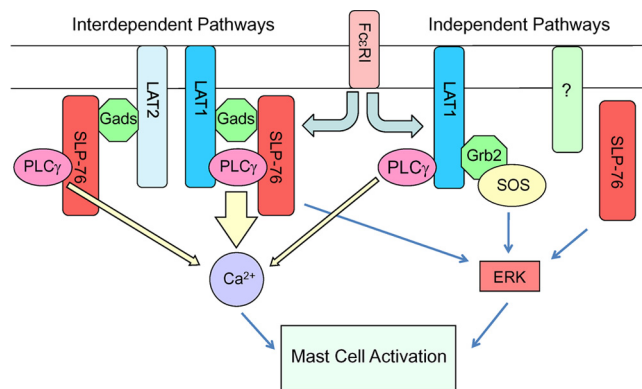 Interdependent Pathways
Independent Pathways
FcεRI
LAT2
LAT1
LAT1
?
Gads
Gads
SLP-76
SLP-76
SLP-76
PLCγ
PLCγ
PLCγ
Grb2
SOS
Ca²⁺
ERK
Mast Cell Activation